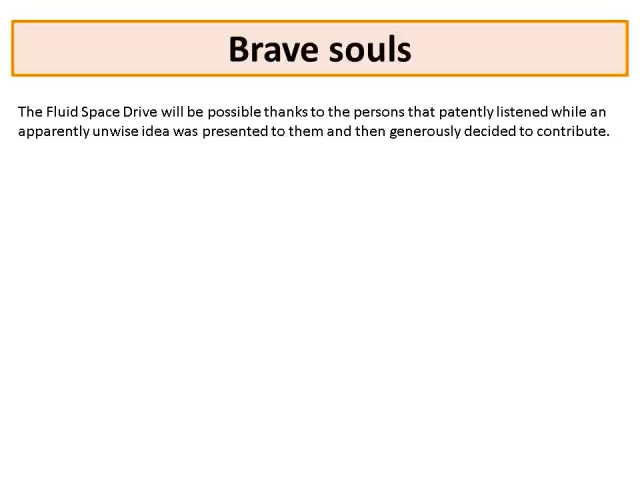 Brave souls
The Fluid Space Drive will be possible thanks to the persons that patently listened while an
apparently unwise idea was presented to them and then generously decided to contribute.